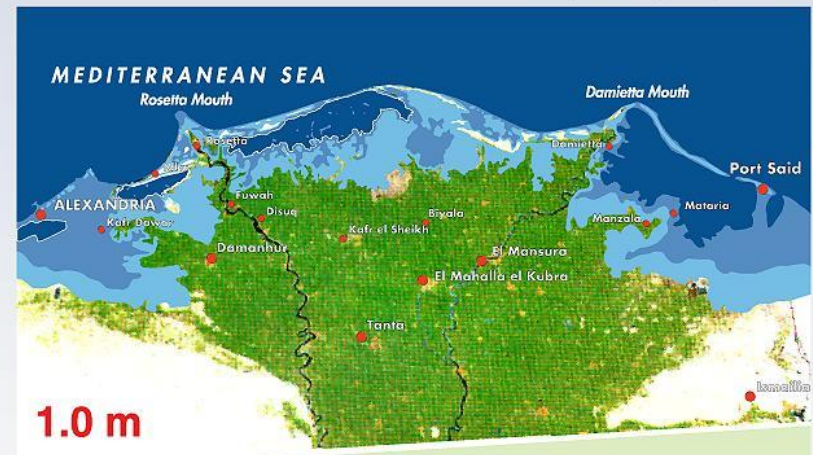 MEDITERRANEAN SEA
Rosetta Mouth
Damietta Mouth
Rosetta
Damietta
Port Said
ALEXANDRIA
Fuwah
Disuq
Biyala
Manzala
Mataria
Kafr Dawar
Kafr el Sheikh
Damanhur
El Mansura
El Mahalla el Kubra
Tanta
Ismailia
1.0 m